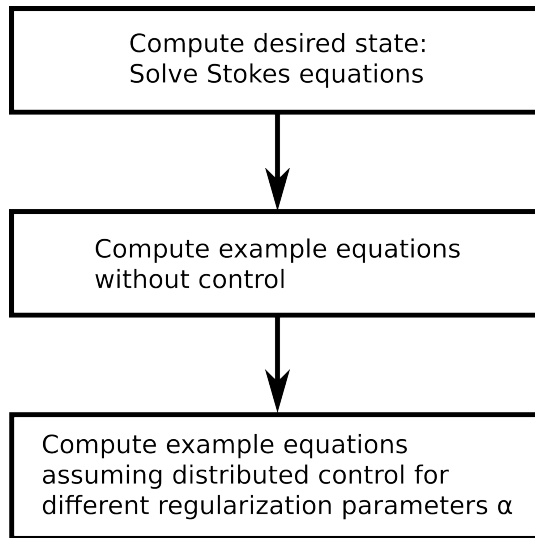 Compute desired state:
Solve Stokes equations
Compute example equations
without control
Compute example equations
assuming distributed control for
different regularization parameters α